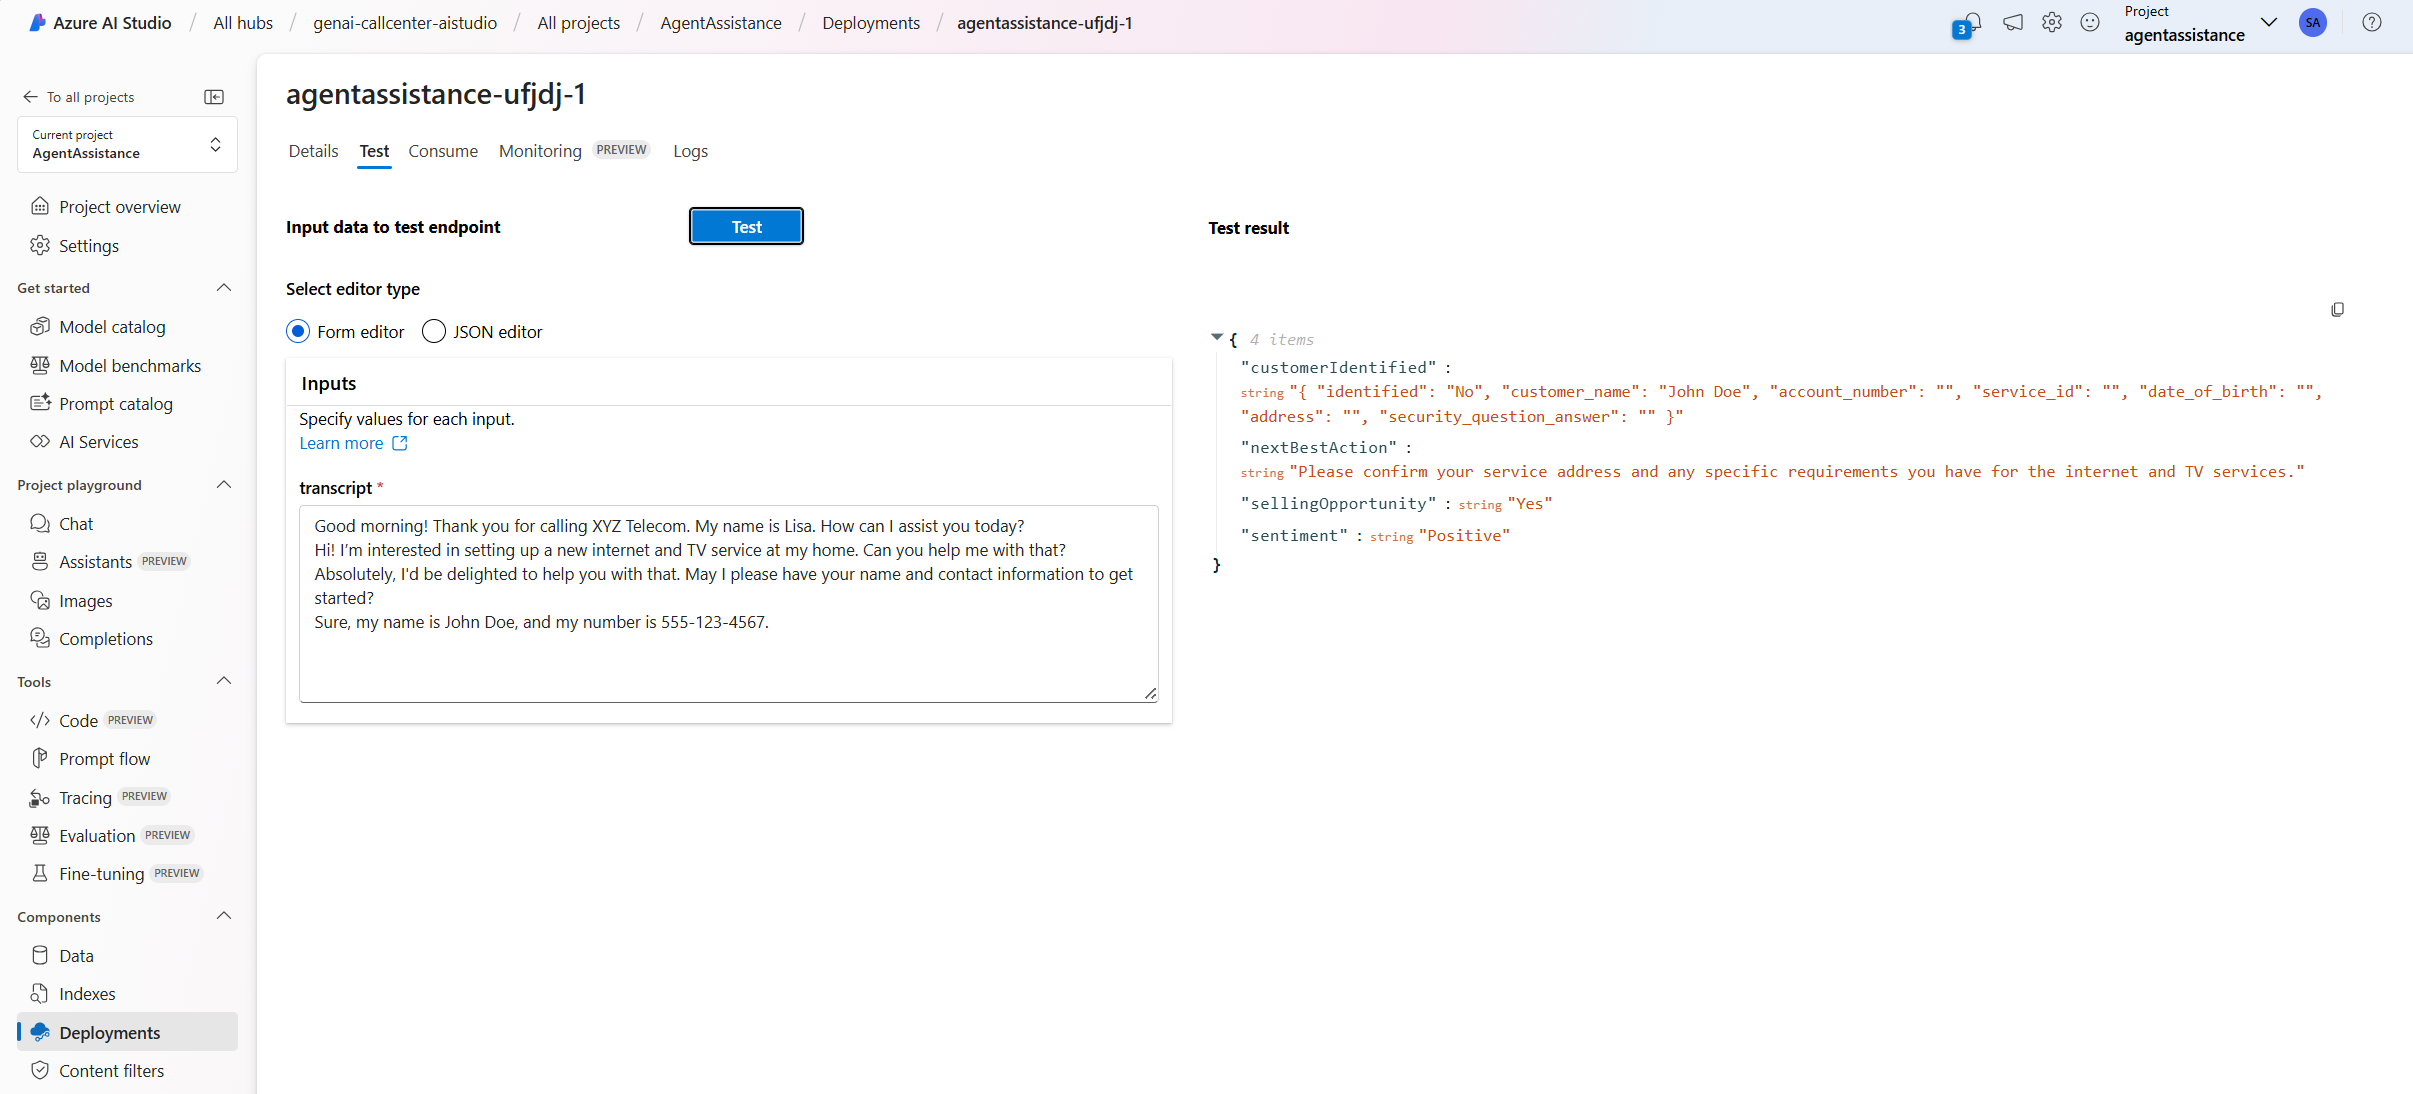 Azure AI Studio / All hubs / genai-callcenter-aistudio / All projects / AgentAssistance / Deployments / agentassistance-ufjdj-1
3
Project
agentassistance
SA
To all projects
Current project
AgentAssistance
Project overview
Settings
Get started
Model catalog
Model benchmarks
Prompt catalog
AI Services
Project playground
Chat
Assistants PREVIEW
Images
Completions
Tools
Code PREVIEW
Prompt flow
Tracing PREVIEW
Evaluation PREVIEW
Fine-tuning PREVIEW
Components
Data
Indexes
Deployments
Content filters
agentassistance-ufjdj-1
Details Test Consume Monitoring PREVIEW Logs
Input data to test endpoint
Test
Select editor type
Form editor JSON editor
Inputs
Specify values for each input.
Learn more
transcript *
Good morning! Thank you for calling XYZ Telecom. My name is Lisa. How can I assist you today?
Hi! I’m interested in setting up a new internet and TV service at my home. Can you help me with that?
Absolutely, I'd be delighted to help you with that. May I please have your name and contact information to get
started?
Sure, my name is John Doe, and my number is 555-123-4567.
Test result
{ 4 items
"customerIdentified" :
string "{ "identified": "No", "customer_name": "John Doe", "account_number": "", "service_id": "", "date_of_birth": "",
"address": "", "security_question_answer": "" }"
"nextBestAction" :
string "Please confirm your service address and any specific requirements you have for the internet and TV services."
"sellingOpportunity" : string "Yes"
"sentiment" : string "Positive"
}